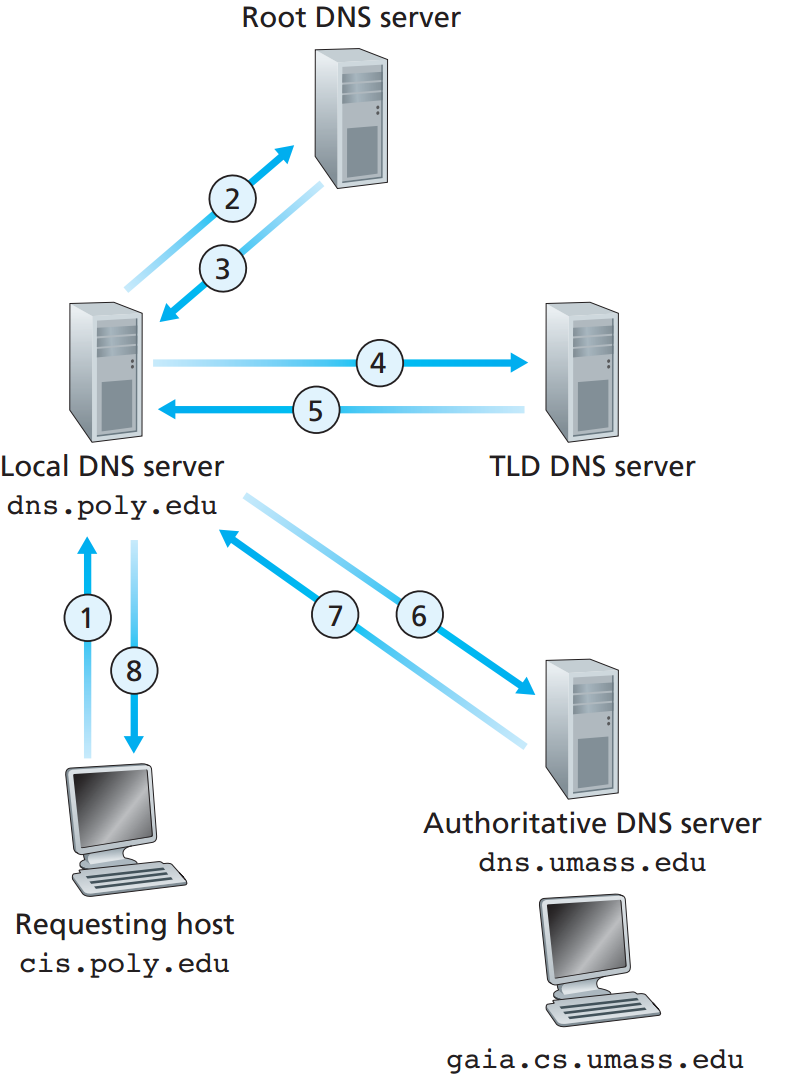 Root DNS server
2
3
4
5
Local DNS server
dns.poly.edu
TLD DNS server
1
8
7
6
Authoritative DNS server
dns.umass.edu
Requesting host
cis.poly.edu
gaia.cs.umass.edu